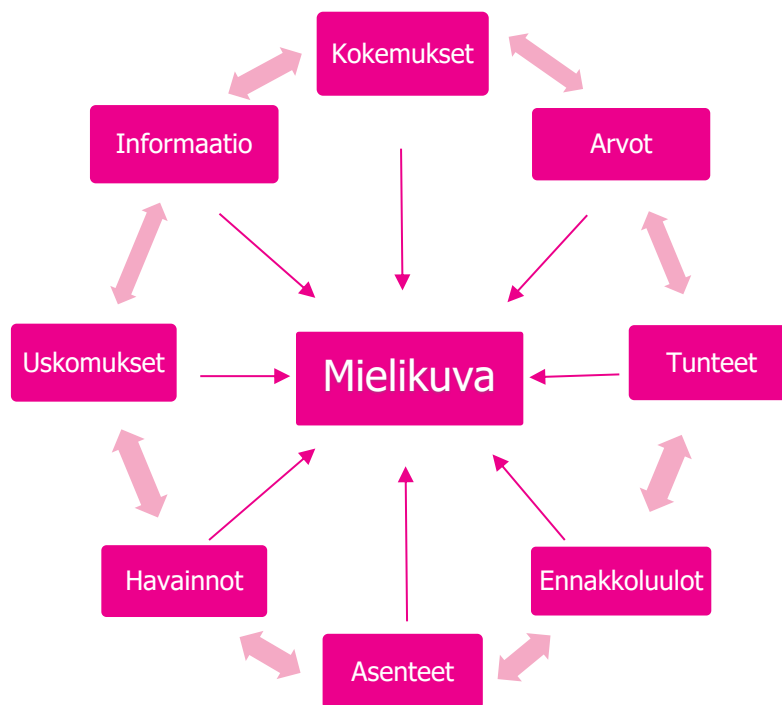 Kokemukset
Informaatio
Arvot
Uskomukset
Mielikuva
Tunteet
Havainnot
Ennakkoluulot
Asenteet